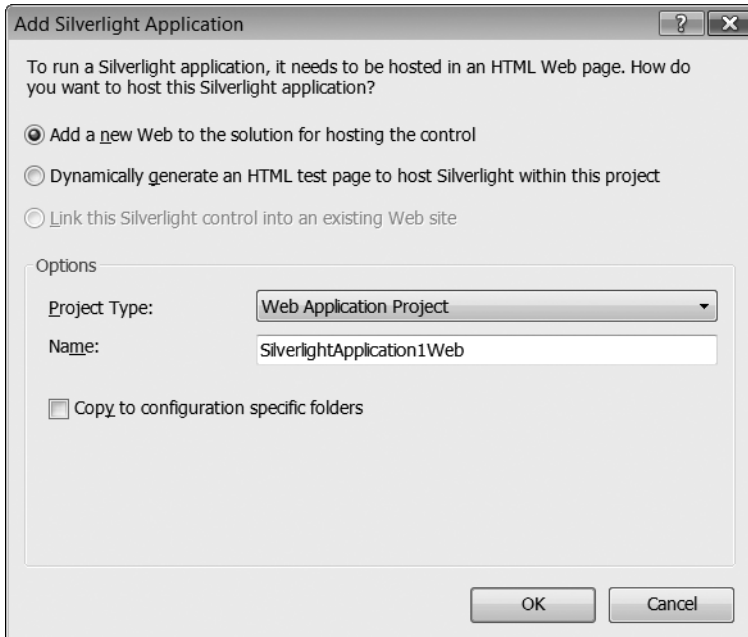 Add Silverlight Application
To run a Silverlight application, it needs to be hosted in an HTML Web page. How do
you want to host this Silverlight application?
Add a new Web to the solution for hosting the control
Dynamically generate an HTML test page to host Silverlight within this project
Link this Silverlight control into an existing Web site
Options
Project Type: Web Application Project
Name: SilverlightApplication1Web
Copy to configuration specific folders
OK Cancel